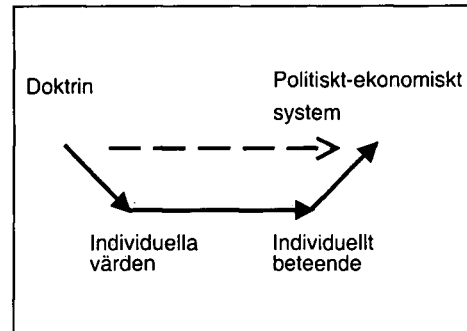 Doktrin
Politiskt-ekonomiskt
system
Individuella
värden
Individuellt
beteende